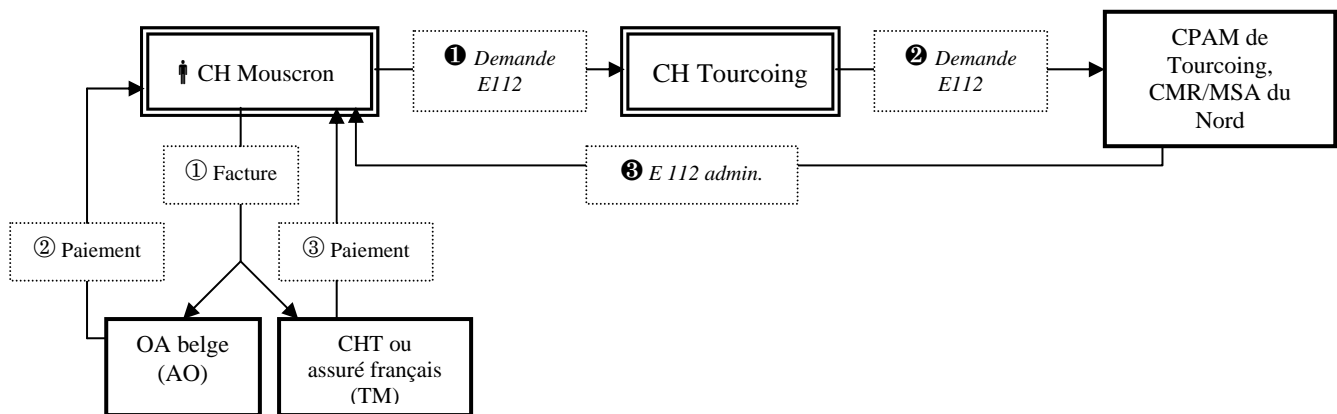 CH Mouscron
❶ Demande
E112
CH Tourcoing
❷ Demande
E112
CPAM de
Tourcoing,
CMR/MSA du
Nord
① Facture
❸ E 112 admin.
② Paiement
③ Paiement
OA belge
(AO)
CHT ou
assuré français
(TM)